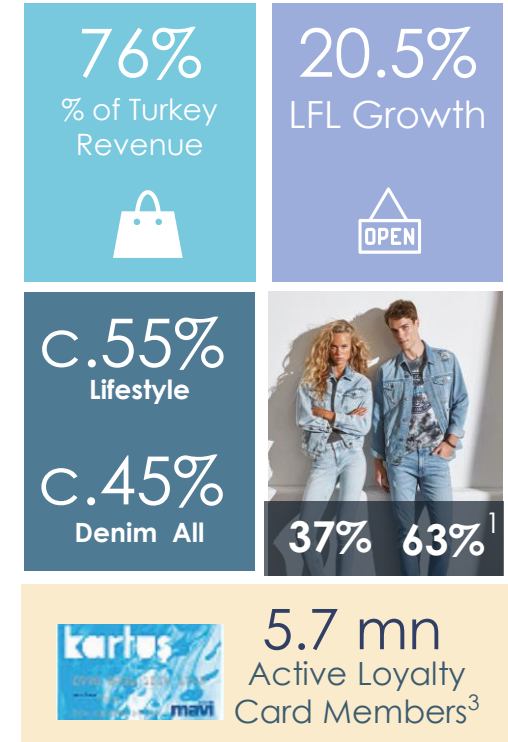 76%
% of Turkey
Revenue
20.5%
LFL Growth
OPEN
c.55%
Lifestyle
c.45%
Denim All
37% 63%1
kartuş
mavi
5.7 mn
Active Loyalty
Card Members3